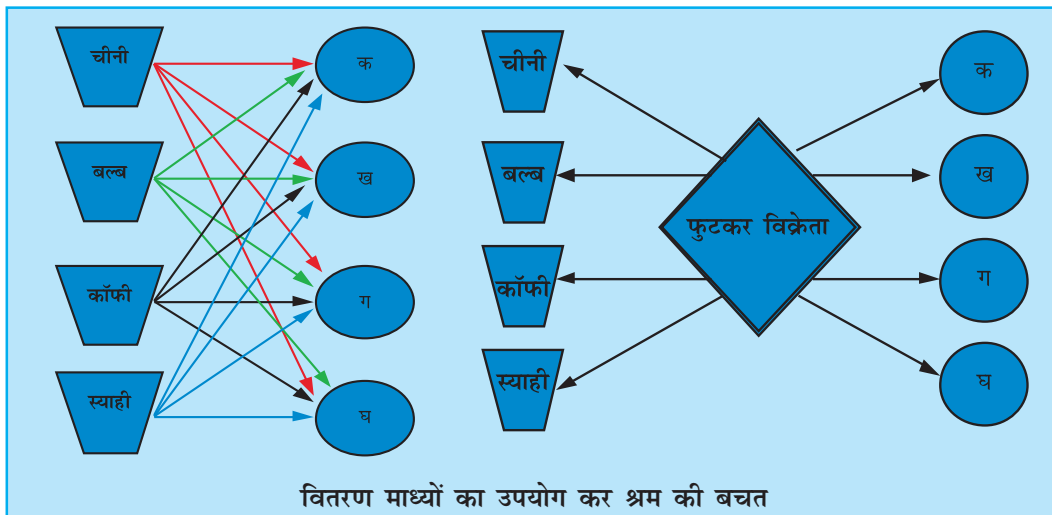 चीनी
बल्ब
कॉफी
स्याही
क
ख
ग
घ
चीनी
बल्ब
कॉफी
स्याही
फुटकर विक्रेता
क
ख
ग
घ
वितरण माध्यों का उपयोग कर श्रम की बचत